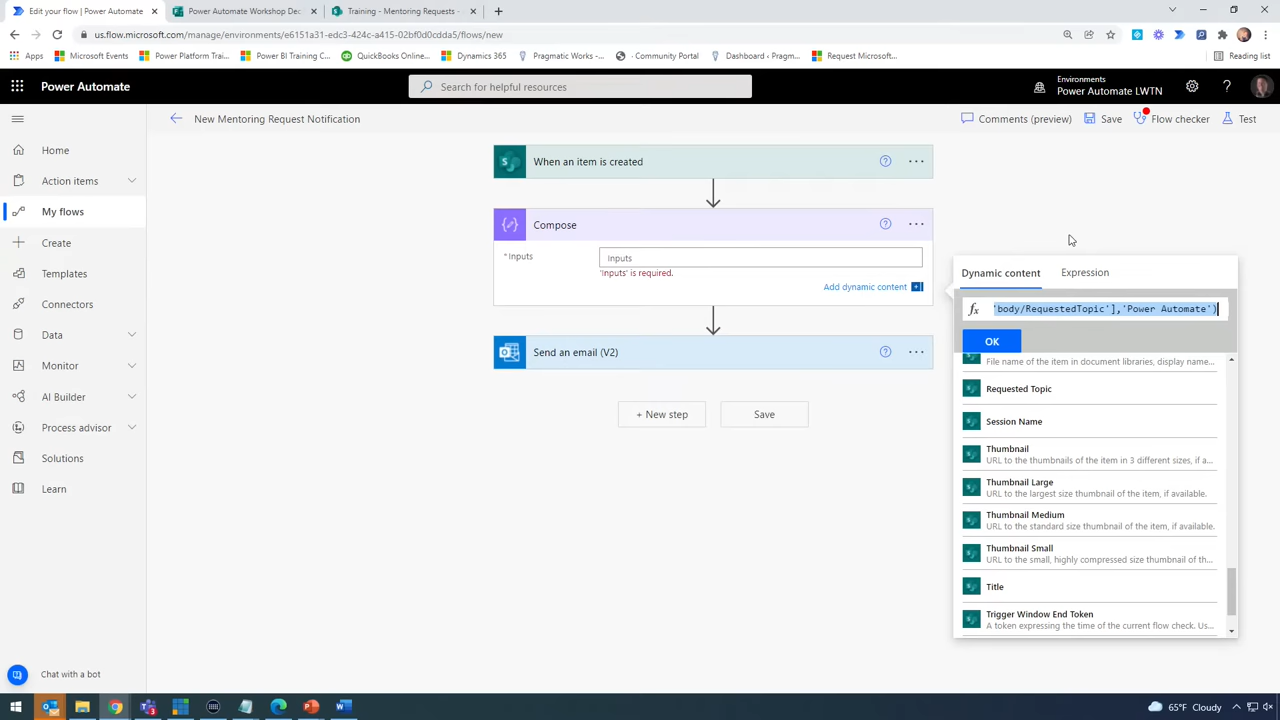 Edit your flow | Power Automate
Power Automate Workshop Dec
Training - Mentoring Requests -
us.flow.microsoft.com/manage/environments/e6151a31-edc3-424c-a415-02bf0d0cdda5/flows/new
Apps
Microsoft Events
Power Platform Trai...
Power BI Training C...
QuickBooks Online...
Dynamics 365
Pragmatic Works -...
- Community Portal
Dashboard ‹ Pragm...
Request Microsoft...
Reading list
Power Automate
Search for helpful resources
Environments
Power Automate LWTN
New Mentoring Request Notification
Comments (preview)
Save
Flow checker
Test
Home
Action items
My flows
Create
Templates
Connectors
Data
Monitor
AI Builder
Process advisor
Solutions
Learn
Chat with a bot
When an item is created
Compose
* Inputs
Inputs
'Inputs' is required.
Add dynamic content
Send an email (V2)
+ New step
Save
Dynamic content
Expression
fx
'body/RequestedTopic'],'Power Automate')
OK
File name of the item in document libraries, display name...
Requested Topic
Session Name
Thumbnail
URL to the thumbnails of the item in 3 different sizes, if a...
Thumbnail Large
URL to the largest size thumbnail of the item, if available.
Thumbnail Medium
URL to the standard size thumbnail of the item, if available.
Thumbnail Small
URL to the small, highly compressed size thumbnail of th...
Title
Trigger Window End Token
A token expressing the time of the current flow check. Us...
65°F Cloudy